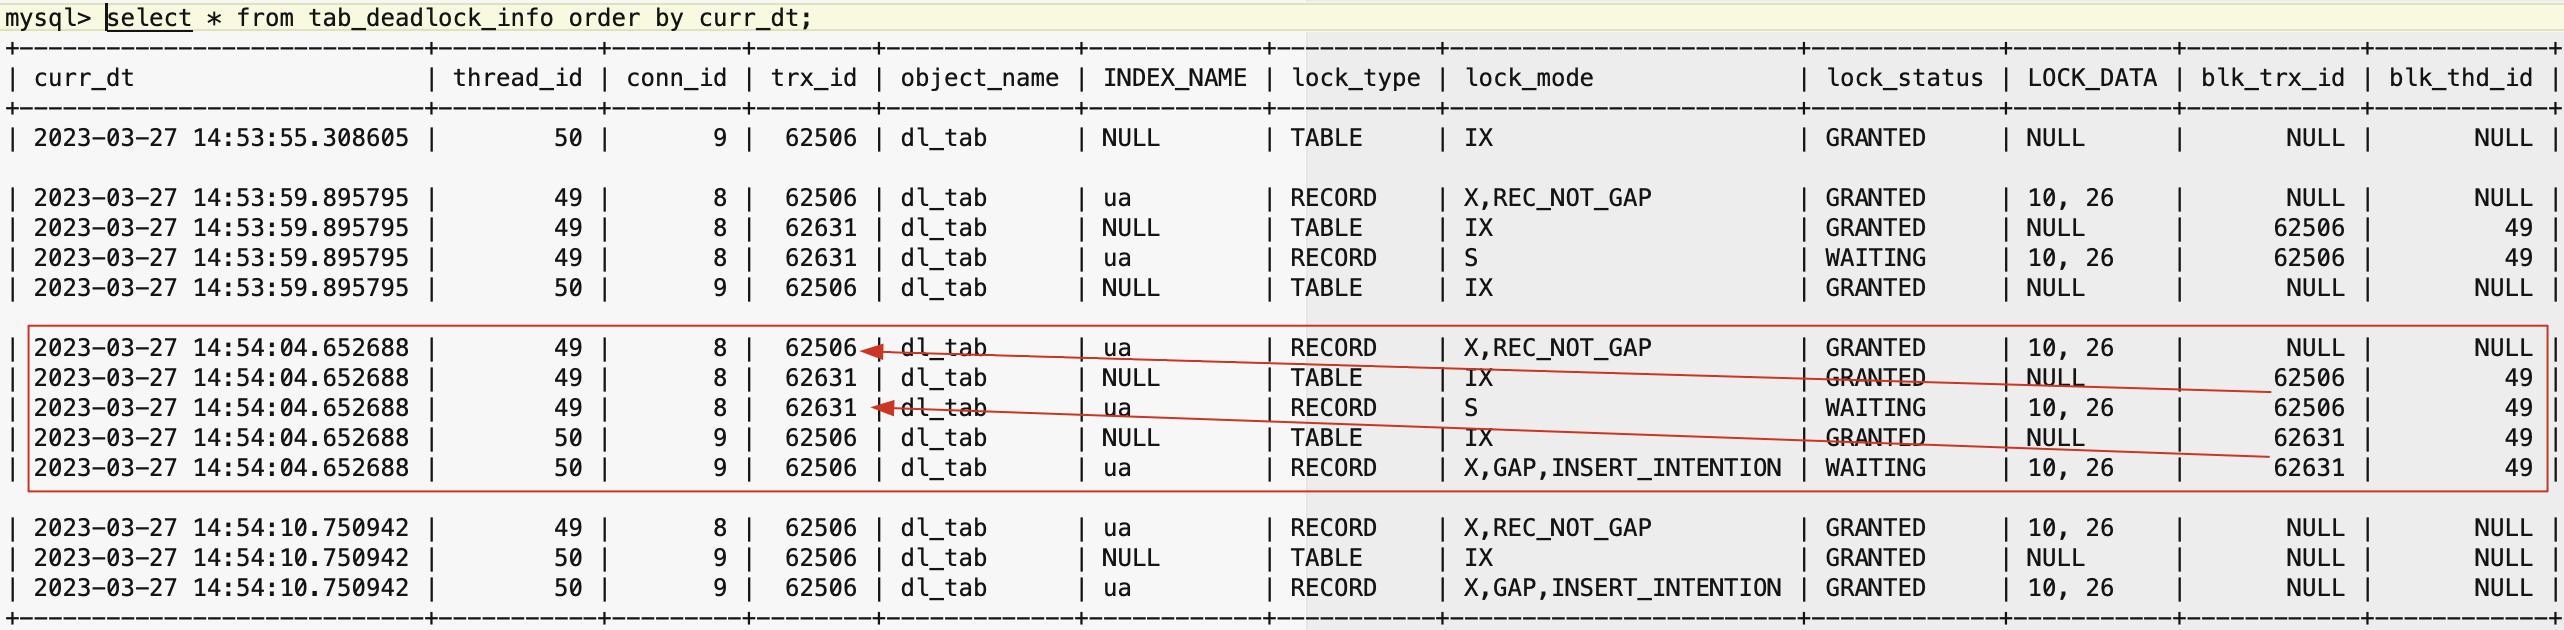 mysql> select * from tab_deadlock_info order by curr_dt;
+----------------------------+-----------+---------+--------+-------------+------------+-----------+------------------------+-------------+-----------+------------+------------+
| curr_dt                    | thread_id | conn_id | trx_id | object_name | INDEX_NAME | lock_type | lock_mode              | lock_status | LOCK_DATA | blk_trx_id | blk_thd_id |
+----------------------------+-----------+---------+--------+-------------+------------+-----------+------------------------+-------------+-----------+------------+------------+
| 2023-03-27 14:53:55.308605 |        50 |       9 |  62506 | dl_tab      | NULL       | TABLE     | IX                     | GRANTED     | NULL      |       NULL |       NULL |
| 2023-03-27 14:53:59.895795 |        49 |       8 |  62506 | dl_tab      | ua         | RECORD    | X,REC_NOT_GAP          | GRANTED     | 10, 26    |       NULL |       NULL |
| 2023-03-27 14:53:59.895795 |        49 |       8 |  62631 | dl_tab      | NULL       | TABLE     | IX                     | GRANTED     | NULL      |      62506 |         49 |
| 2023-03-27 14:53:59.895795 |        49 |       8 |  62631 | dl_tab      | ua         | RECORD    | S                      | WAITING     | 10, 26    |      62506 |         49 |
| 2023-03-27 14:53:59.895795 |        50 |       9 |  62506 | dl_tab      | NULL       | TABLE     | IX                     | GRANTED     | NULL      |       NULL |       NULL |
| 2023-03-27 14:54:04.652688 |        49 |       8 |  62506 | dl_tab      | ua         | RECORD    | X,REC_NOT_GAP          | GRANTED     | 10, 26    |       NULL |       NULL |
| 2023-03-27 14:54:04.652688 |        49 |       8 |  62631 | dl_tab      | NULL       | TABLE     | IX                     | GRANTED     | NULL      |      62506 |         49 |
| 2023-03-27 14:54:04.652688 |        49 |       8 |  62631 | dl_tab      | ua         | RECORD    | S                      | WAITING     | 10, 26    |      62506 |         49 |
| 2023-03-27 14:54:04.652688 |        50 |       9 |  62506 | dl_tab      | NULL       | TABLE     | IX                     | GRANTED     | NULL      |      62631 |         49 |
| 2023-03-27 14:54:04.652688 |        50 |       9 |  62506 | dl_tab      | ua         | RECORD    | X,GAP,INSERT_INTENTION | WAITING     | 10, 26    |      62631 |         49 |
| 2023-03-27 14:54:10.750942 |        49 |       8 |  62506 | dl_tab      | ua         | RECORD    | X,REC_NOT_GAP          | GRANTED     | 10, 26    |       NULL |       NULL |
| 2023-03-27 14:54:10.750942 |        50 |       9 |  62506 | dl_tab      | NULL       | TABLE     | IX                     | GRANTED     | NULL      |       NULL |       NULL |
| 2023-03-27 14:54:10.750942 |        50 |       9 |  62506 | dl_tab      | ua         | RECORD    | X,GAP,INSERT_INTENTION | GRANTED     | 10, 26    |       NULL |       NULL |
+----------------------------+-----------+---------+--------+-------------+------------+-----------+------------------------+-------------+-----------+------------+------------+